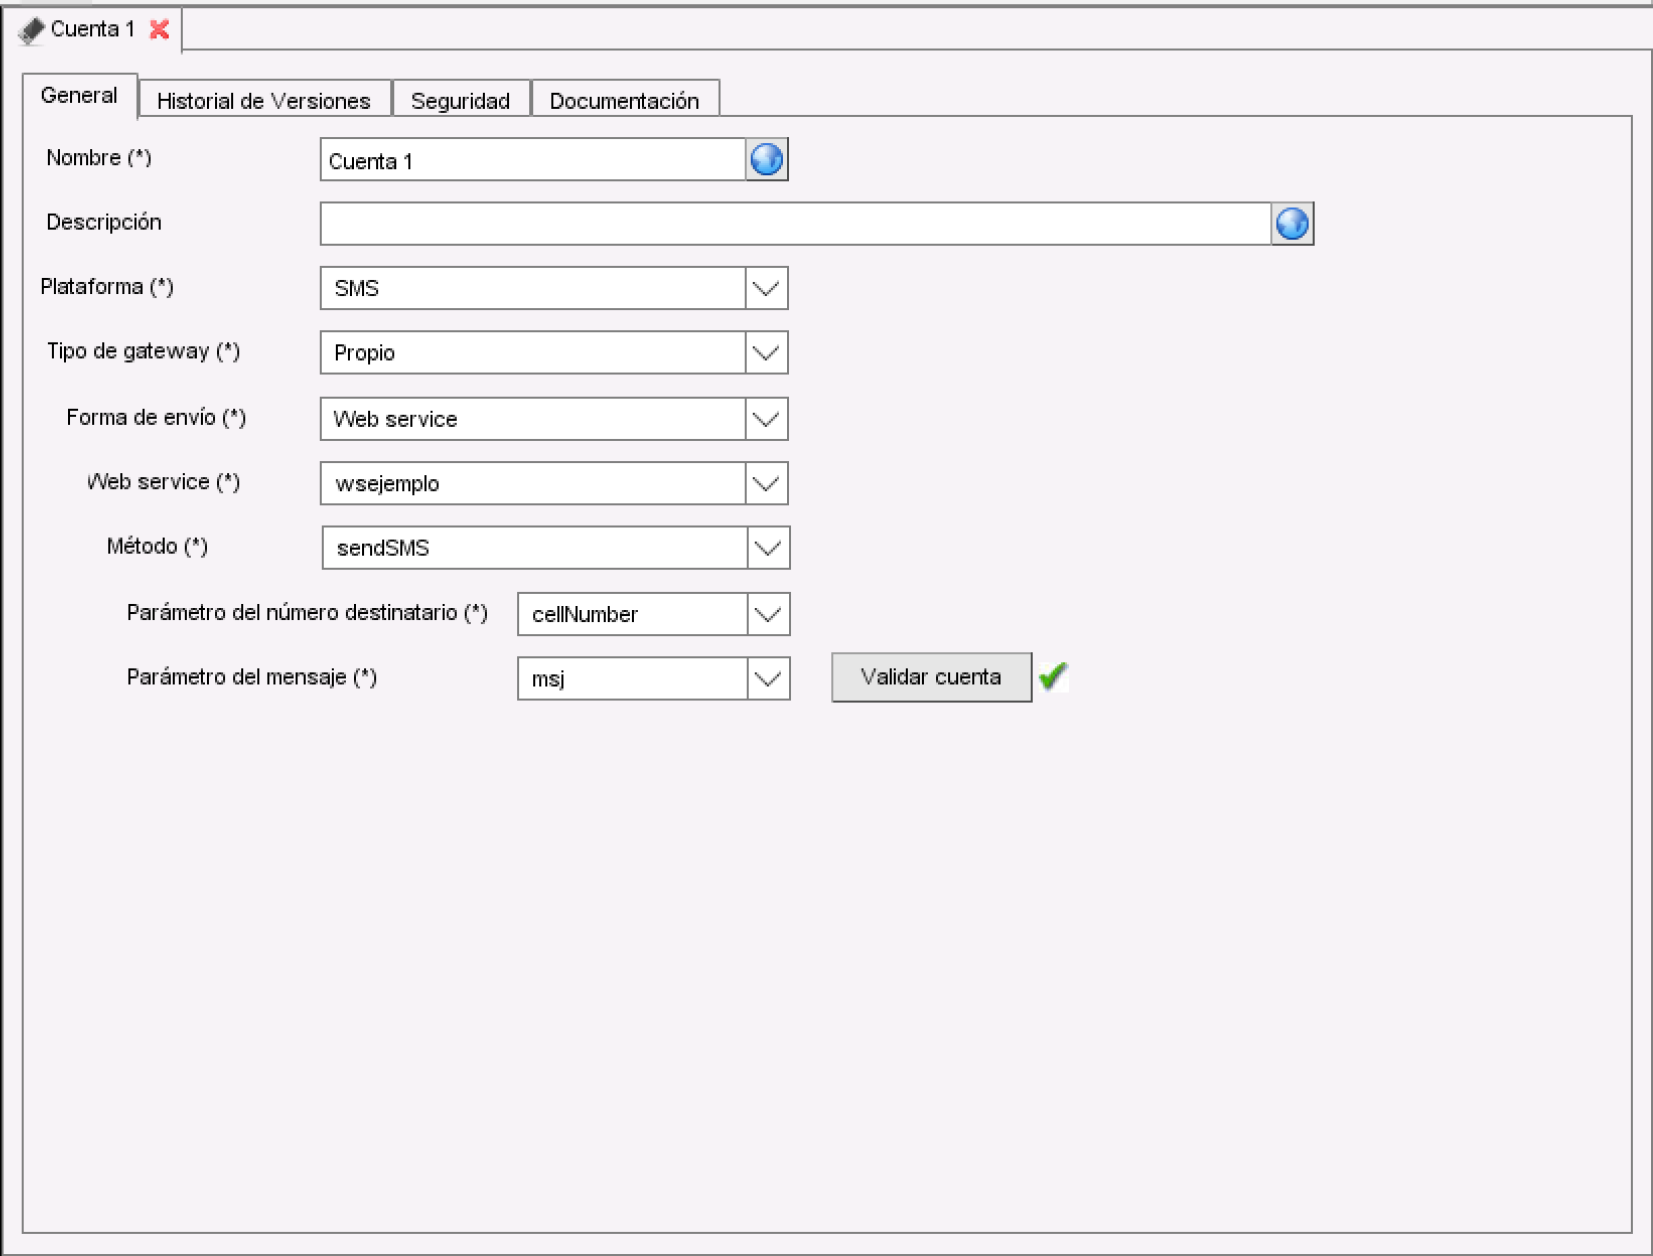 Cuenta 1
General
Historial de Versiones
Seguridad
Documentación
Nombre (*)
Cuenta 1
Descripción
Plataforma (*)
SMS
Tipo de gateway (*)
Propio
Forma de envío (*)
Web service
Web service (*)
wsejemplo
Método (*)
sendSMS
Parámetro del número destinatario (*)
cellNumber
Parámetro del mensaje (*)
msj
Validar cuenta